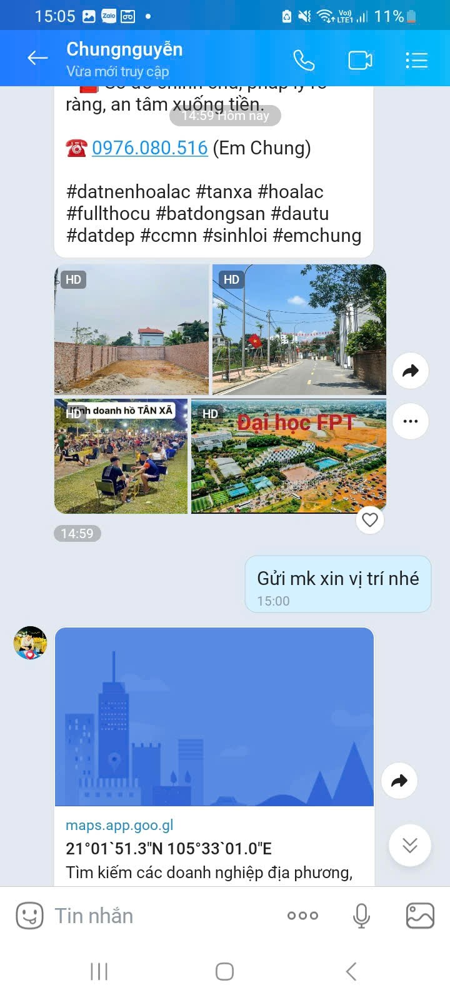 15:05
Zalo
Vo))
LTE1
11%
Chungnguyễn
Vừa mới truy cập
ràng, an tâm xuống tiền.
14:59 Hôm nay
0976.080.516 (Em Chung)
#datnenhoalac #tanxa #hoalac
#fullthocu #batdongsan #dautu
#datdep #ccmn #sinhloi #emchung
HD
HD
HD
doanh hồ TÂN XÃ
HD
Đại học FPT
14:59
Gửi mk xin vị trí nhé
15:00
maps.app.goo.gl
21°01`51.3"N 105°33`01.0"E
Tìm kiếm các doanh nghiệp địa phương,
Tin nhắn